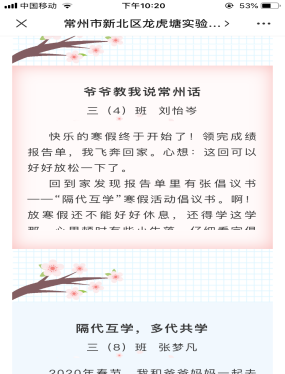 中国移动 下午10:20 53%
常州市新北区龙虎塘实验...
爷爷教我说常州话
三（4）班 刘怡岑
快乐的寒假终于开始了！领完成绩
报告单，我飞奔回家。心想：这回可以
好好放松一下了。
回到家发现报告单里有张倡议书
——“隔代互学”寒假活动倡议书。啊！
放寒假还不能好好休息，还得学这学
那，心里顿时有些小失落。仔细看完倡
隔代互学，多代共学
三（8）班 张梦凡
2020年春节，我和爷爷妈妈一起去